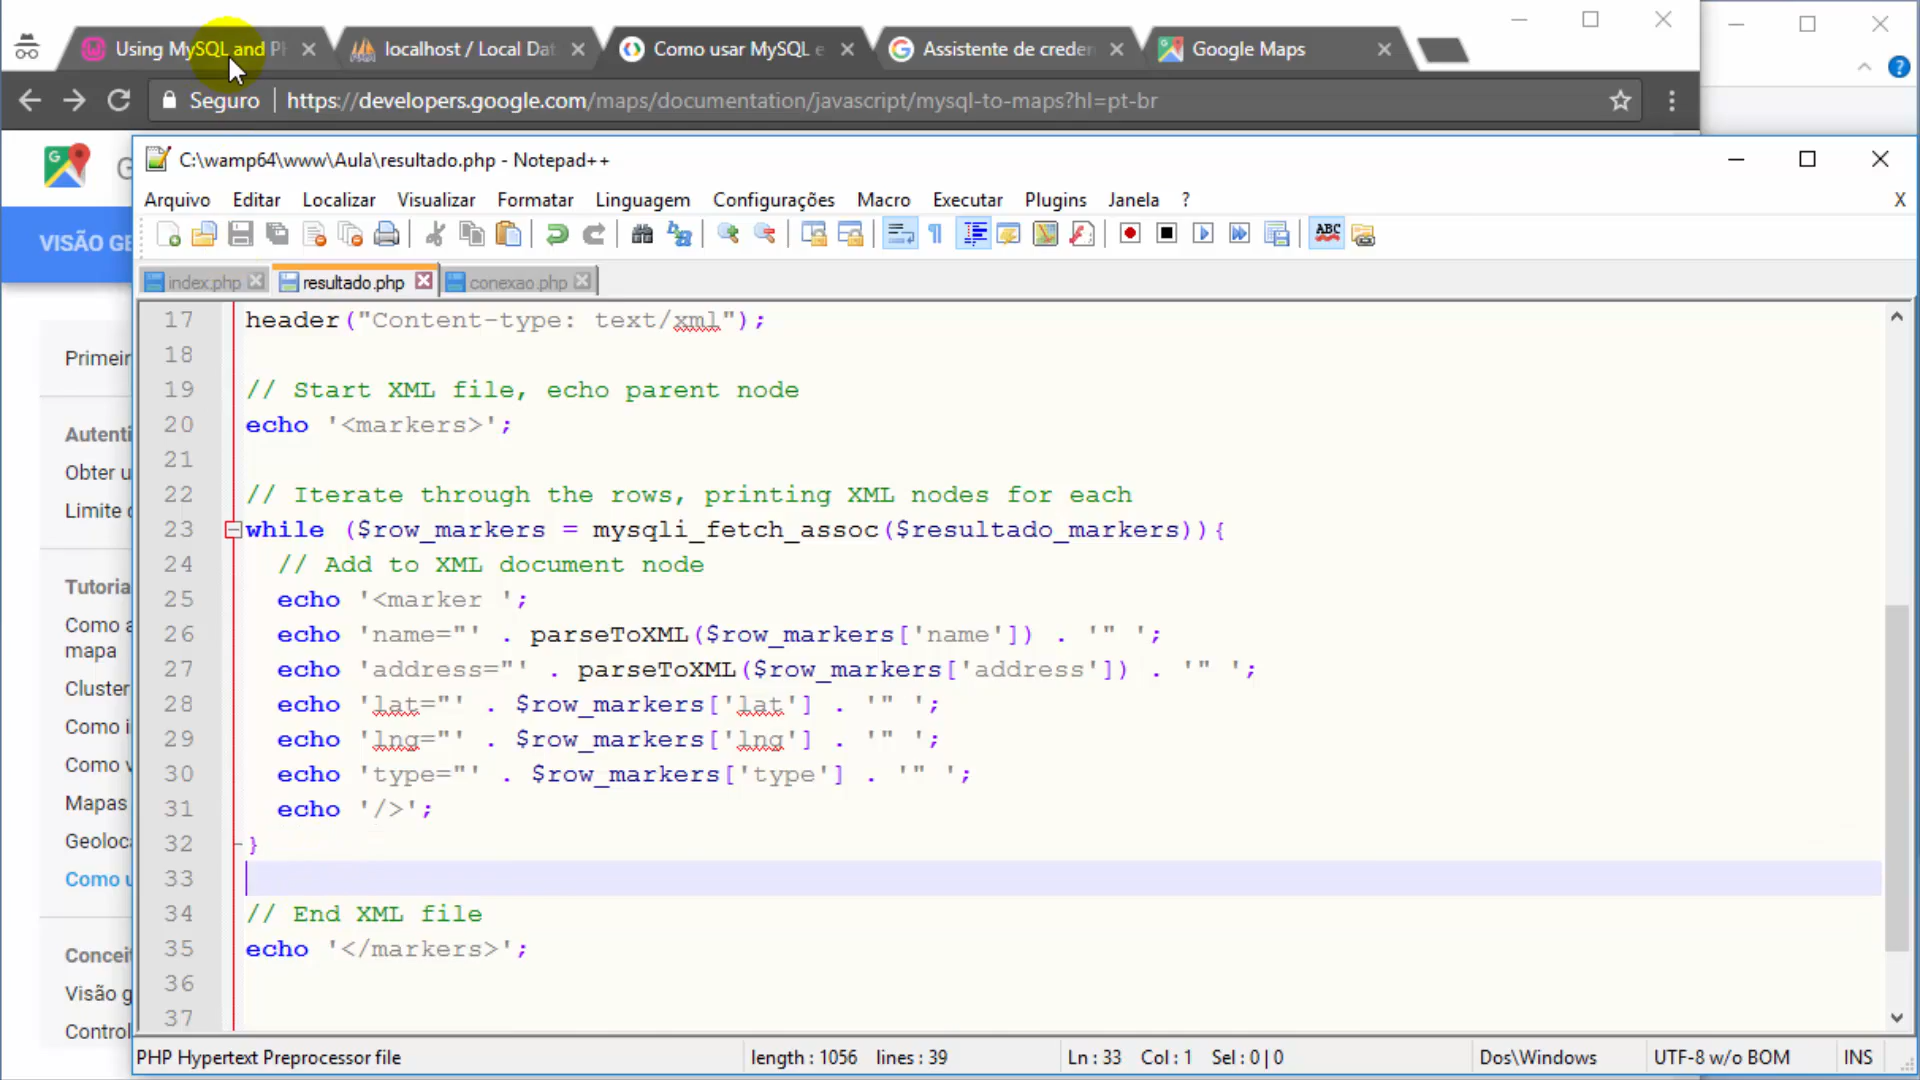 Using MySQL and PH
localhost / Local Dat
Como usar MySQL e
Assistente de creder
Google Maps
Seguro
https://developers.google.com/maps/documentation/javascript/mysql-to-maps?hl=pt-br
G
VISÃO GE
Primeir
Autenti
Obter u
Limite d
Tutoria
Como a
mapa
Cluster
Como i
Como v
Mapas
Geoloca
Como u
Concei
Visão g
Control
C:\wamp64\www\Aula\resultado.php - Notepad++
Arquivo Editar Localizar Visualizar Formatar Linguagem Configurações Macro Executar Plugins Janela ?
X
ABC
index.php
resultado.php
conexao.php
17 header("Content-type: text/xml");
18
19 // Start XML file, echo parent node
20 echo '<markers>';
21
22 // Iterate through the rows, printing XML nodes for each
23 while ($row_markers = mysqli_fetch_assoc($resultado_markers)){
24 // Add to XML document node
25 echo '<marker ';
26 echo 'name="' . parseToXML($row_markers['name']) . '" ';
27 echo 'address="' . parseToXML($row_markers['address']) . '" ';
28 echo 'lat="' . $row_markers['lat'] . '" ';
29 echo 'lng="' . $row_markers['lng'] . '" ';
30 echo 'type="' . $row_markers['type'] . '" ';
31 echo '/>';
32 }
33
34 // End XML file
35 echo '</markers>';
36
37
PHP Hypertext Preprocessor file
length : 1056 lines : 39
Ln : 33 Col : 1 Sel : 0 | 0
Dos\Windows
UTF-8 w/o BOM
INS